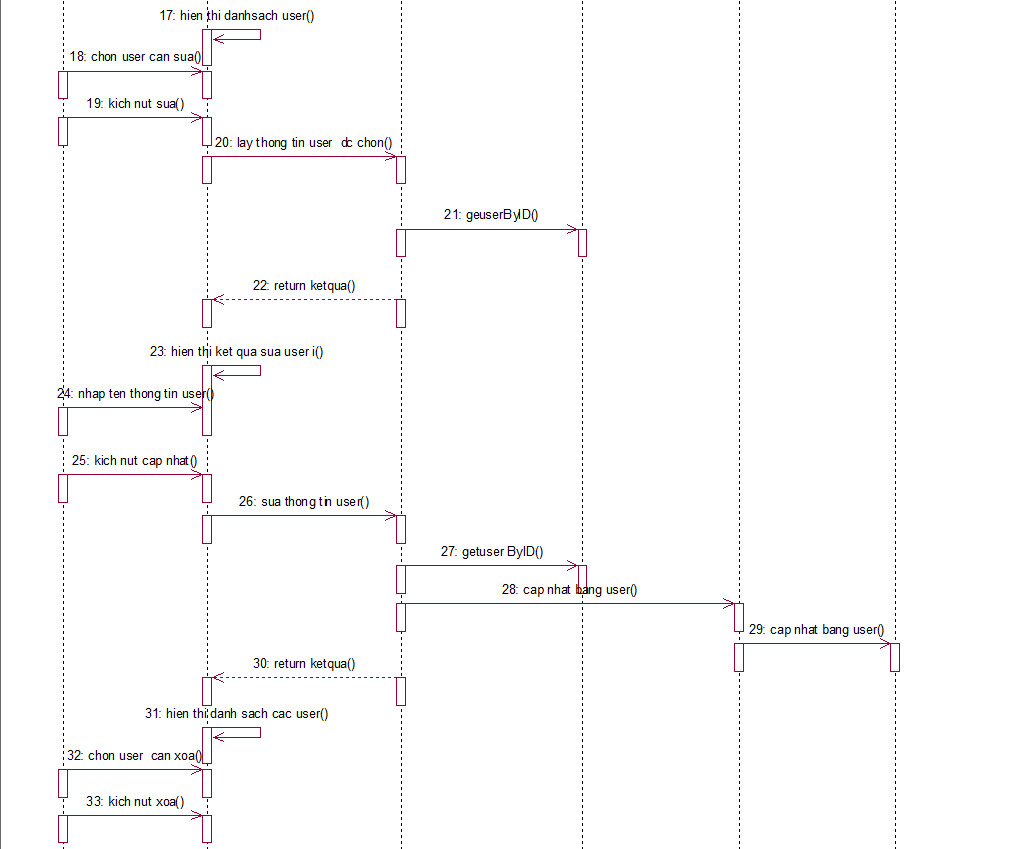 17: hien thi danhsach user()
18: chon user can sua()
19: kich nut sua()
20: lay thong tin user dc chon()
21: geuserByID()
22: return ketqua()
23: hien thi ket qua sua user i()
24: nhap ten thong tin user()
25: kich nut cap nhat()
26: sua thong tin user()
27: getuser ByID()
28: cap nhat bang user()
29: cap nhat bang user()
30: return ketqua()
31: hien thi danh sach cac user()
32: chon user can xoa()
33: kich nut xoa()